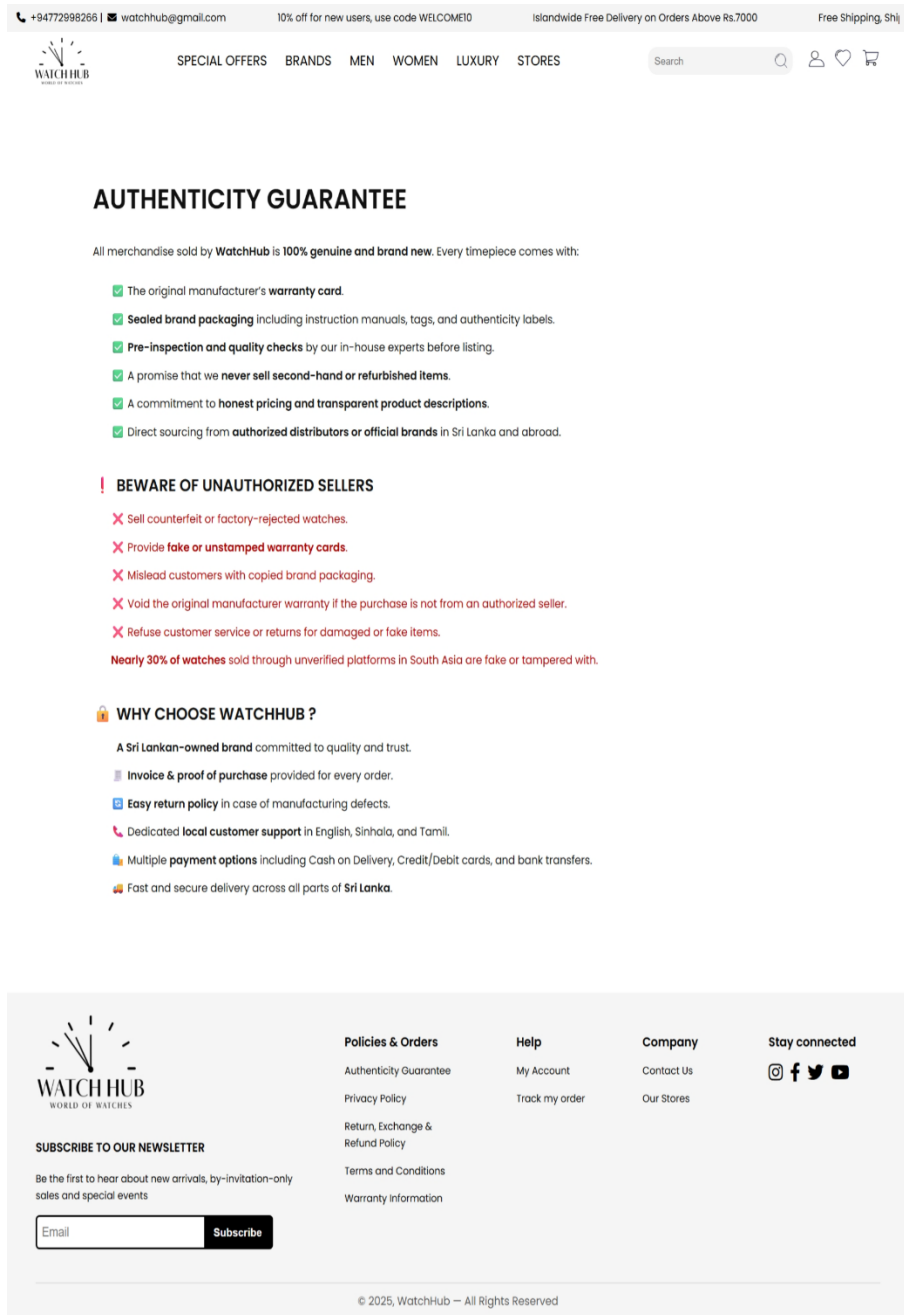 +94772998266 | watchhub@gmail.com 10% off for new users, use code WELCOME10 Islandwide Free Delivery on Orders Above Rs.7000 Free Shipping,
WATCH HUB
WORLD OF WATCHES
SPECIAL OFFERS BRANDS MEN WOMEN LUXURY STORES
Search
AUTHENTICITY GUARANTEE
All merchandise sold by WatchHub is 100% genuine and brand new. Every timepiece comes with:
✅ The original manufacturer's warranty card.
✅ Sealed brand packaging including instruction manuals, tags, and authenticity labels.
✅ Pre-inspection and quality checks by our in-house experts before listing.
✅ A promise that we never sell second-hand or refurbished items.
✅ A commitment to honest pricing and transparent product descriptions.
✅ Direct sourcing from authorized distributors or official brands in Sri Lanka and abroad.
❗ BEWARE OF UNAUTHORIZED SELLERS
❌ Sell counterfeit or factory-rejected watches.
❌ Provide fake or unstamped warranty cards.
❌ Mislead customers with copied brand packaging.
❌ Void the original manufacturer warranty if the purchase is not from an authorized seller.
❌ Refuse customer service or returns for damaged or fake items.
Nearly 30% of watches sold through unverified platforms in South Asia are fake or tampered with.
🔒 WHY CHOOSE WATCHHUB ?
A Sri Lankan-owned brand committed to quality and trust.
🧾 Invoice & proof of purchase provided for every order.
🔄 Easy return policy in case of manufacturing defects.
📞 Dedicated local customer support in English, Sinhala, and Tamil.
🛍️ Multiple payment options including Cash on Delivery, Credit/Debit cards, and bank transfers.
🚚 Fast and secure delivery across all parts of Sri Lanka.
WATCH HUB
WORLD OF WATCHES
SUBSCRIBE TO OUR NEWSLETTER
Be the first to hear about new arrivals, by-invitation-only
sales and special events
Email
Subscribe
Policies & Orders
Authenticity Guarantee
Privacy Policy
Return, Exchange &
Refund Policy
Terms and Conditions
Warranty Information
Help
My Account
Track my order
Company
Contact Us
Our Stores
Stay connected
© 2025, WatchHub — All Rights Reserved